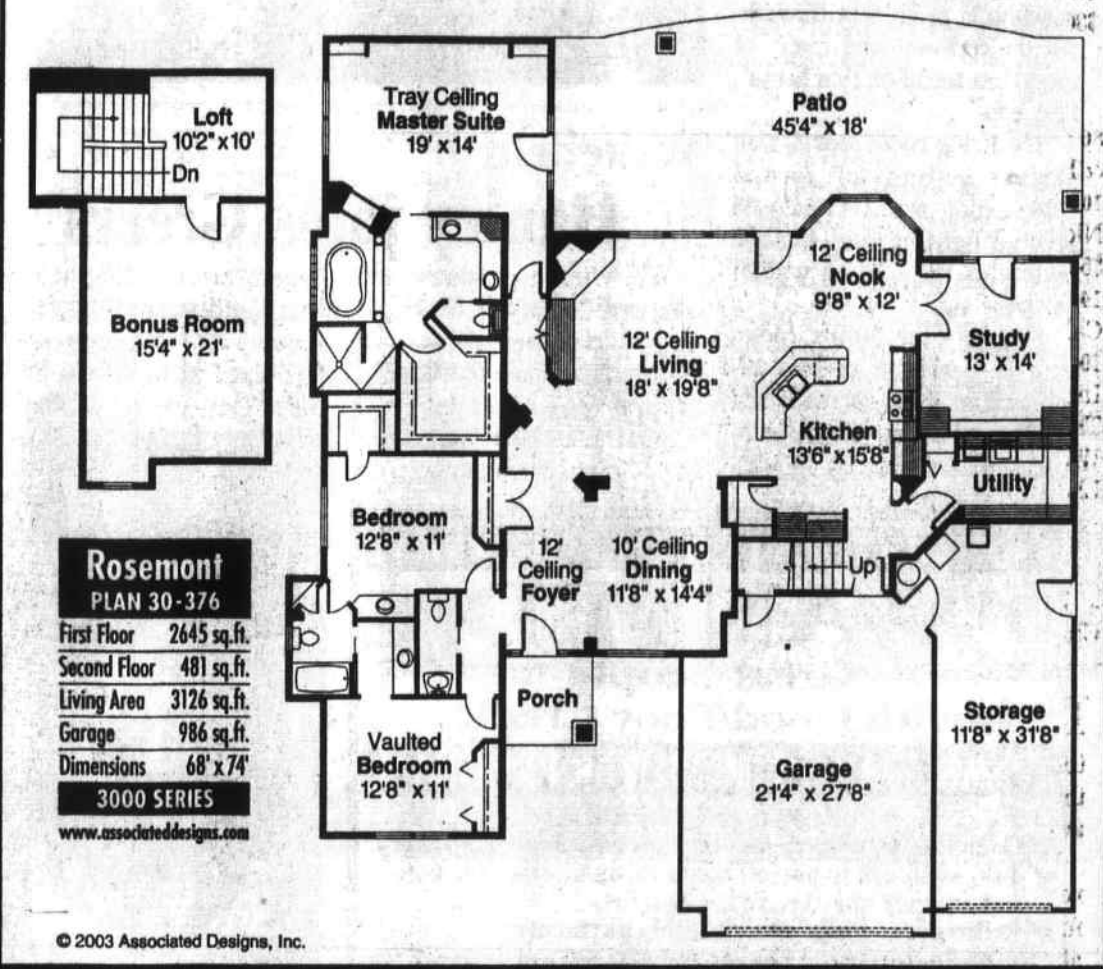 Loft
10'2" x 10'
Dn
Bonus Room
15'4" x 21'
Tray Ceiling
Master Suite
19' x 14'
Patio
45'4" x 18'
12' Ceiling
Nook
9'8" x 12'
12' Ceiling
Living
18' x 19'8"
Study
13' x 14'
Kitchen
13'6" x 15'8"
Utility
Bedroom
12'8" x 11'
12'
Ceiling
Foyer
10' Ceiling
Dining
11'8" x 14'4"
Up
Porch
Vaulted
Bedroom
12'8" x 11'
Garage
21'4" x 27'8"
Storage
11'8" x 31'8"
Rosemont
PLAN 30-376
First Floor 2645 sq.ft.
Second Floor 481 sq.ft.
Living Area 3126 sq.ft.
Garage 986 sq.ft.
Dimensions 68' x 74'
3000 SERIES
www.associateddesigns.com
© 2003 Associated Designs, Inc.